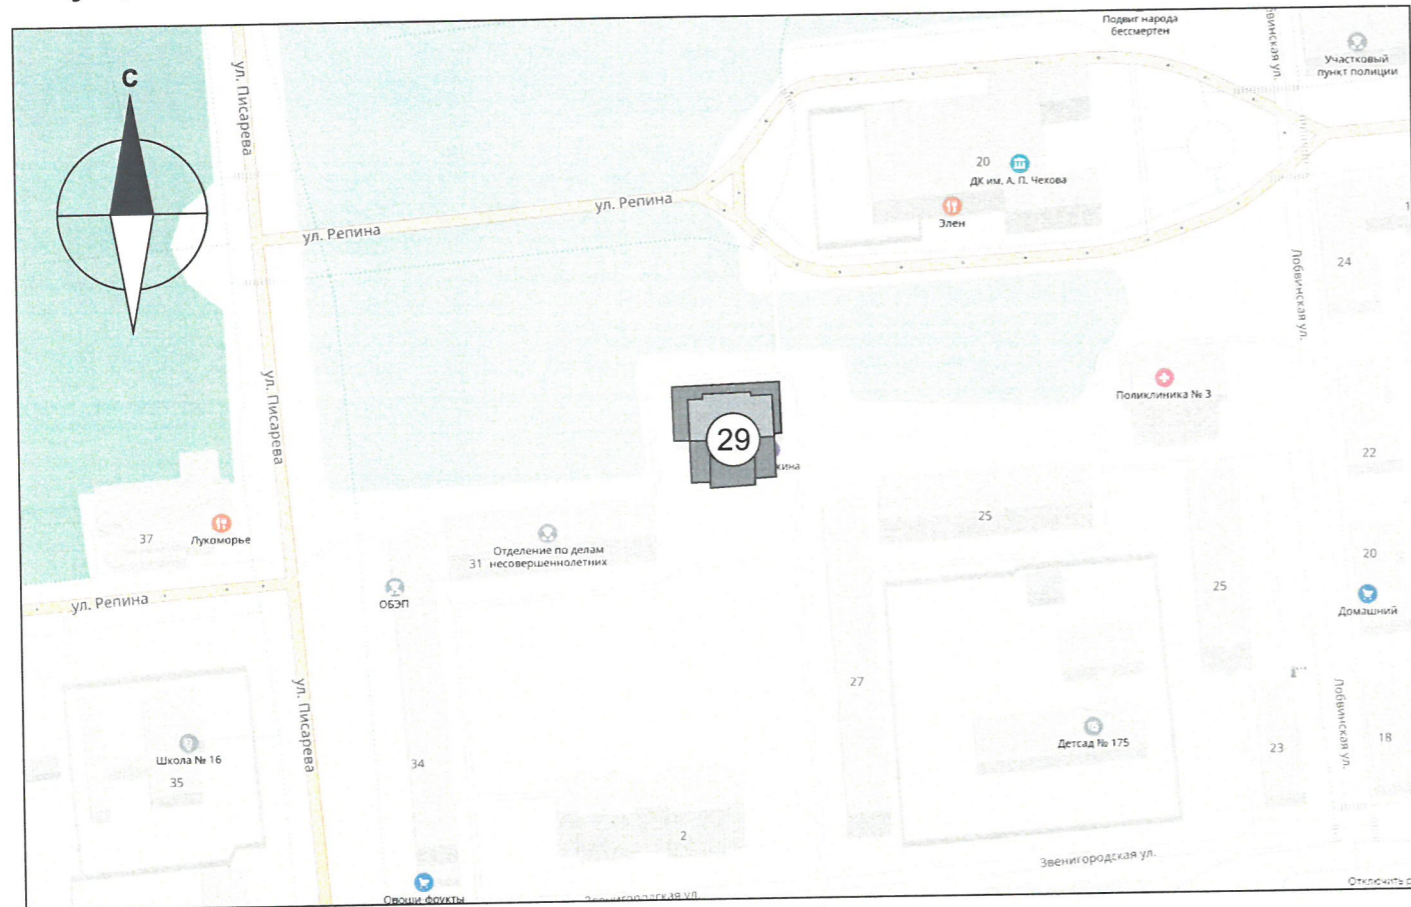 С
Подвиг народа
бессмертен
Участковый
пункт полиции
ул. Писарева
20
ДК им. А. П. Чехова
Элен
ул. Репина
ул. Репина
24
Лобвинская ул.
ул. Писарева
Поликлиника № 3
29
22
37
Лукоморье
25
Отделение по делам
31 несовершеннолетних
20
ОБЭП
25
Домашний
ул. Репина
27
ул. Писарева
Лобвинская ул.
Школа № 16
35
34
Детсад № 175
23
18
2
Звенигородская ул.
Овощи фрукты
Звенигородская ул.
Отключить